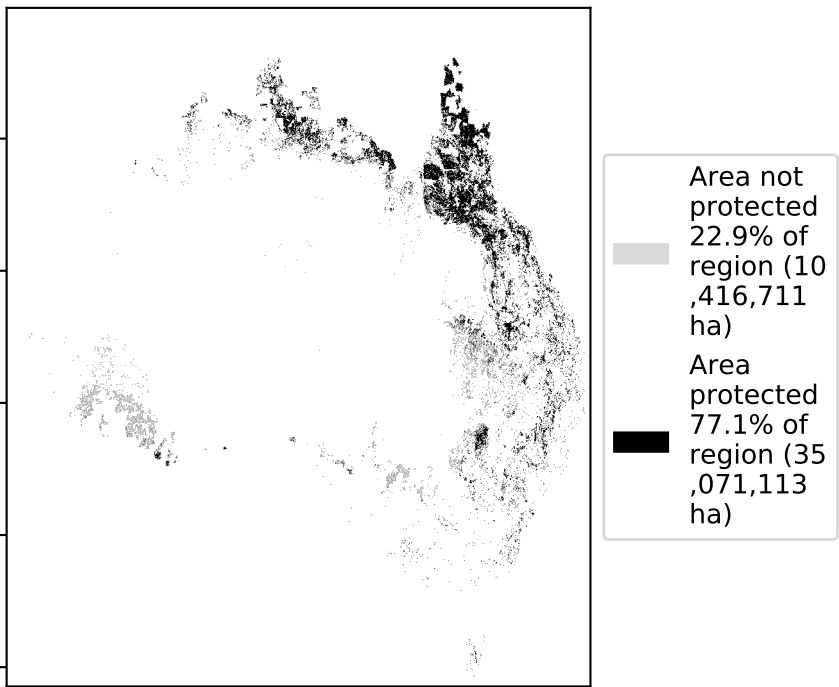 Area not
protected
22.9% of
region (10
,416,711
ha)
Area
protected
77.1% of
region (35
,071,113
ha)